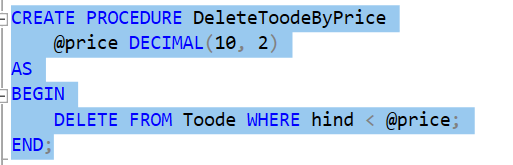 CREATE PROCEDURE DeleteToodeByPrice
    @price DECIMAL(10, 2)
AS
BEGIN
    DELETE FROM Toode WHERE hind < @price;
END;